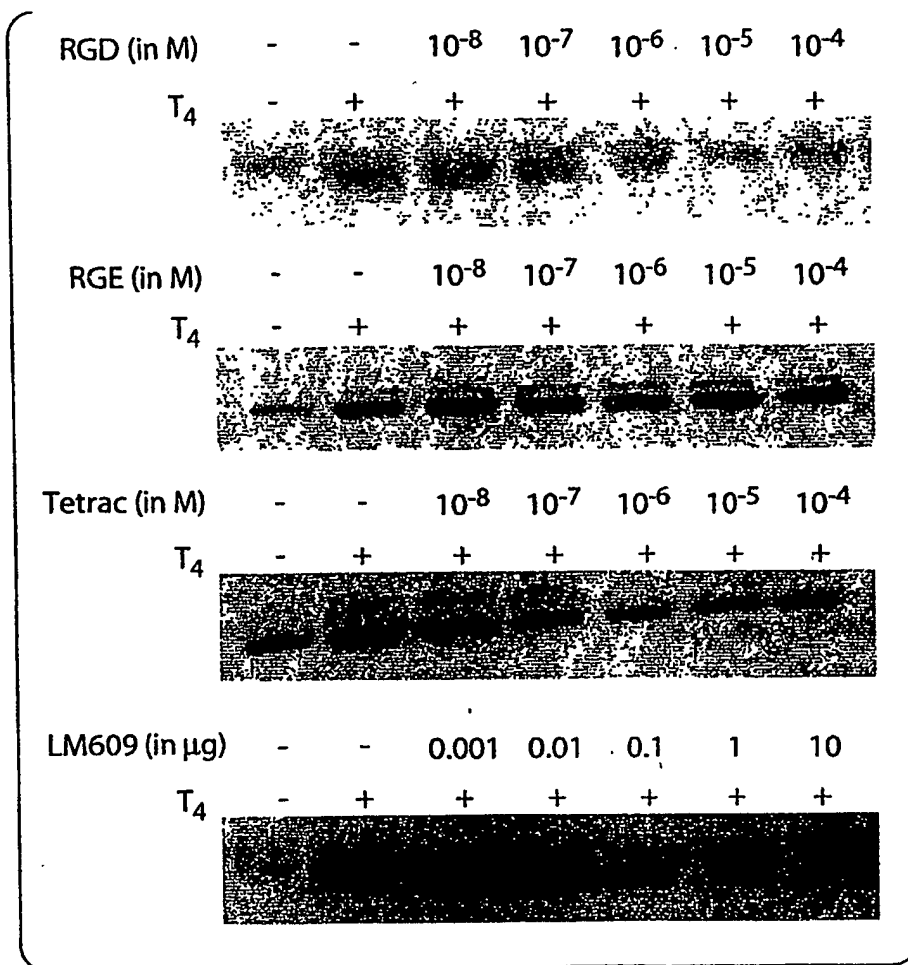 RGD (in M) - - 10⁻⁸ 10⁻⁷ 10⁻⁶ 10⁻⁵ 10⁻⁴
T₄ - + + + + + +
RGE (in M) - - 10⁻⁸ 10⁻⁷ 10⁻⁶ 10⁻⁵ 10⁻⁴
T₄ - + + + + + +
Tetrac (in M) - - 10⁻⁸ 10⁻⁷ 10⁻⁶ 10⁻⁵ 10⁻⁴
T₄ - + + + + + +
LM609 (in µg) - - 0.001 0.01 0.1 1 10
T₄ - + + + + + +